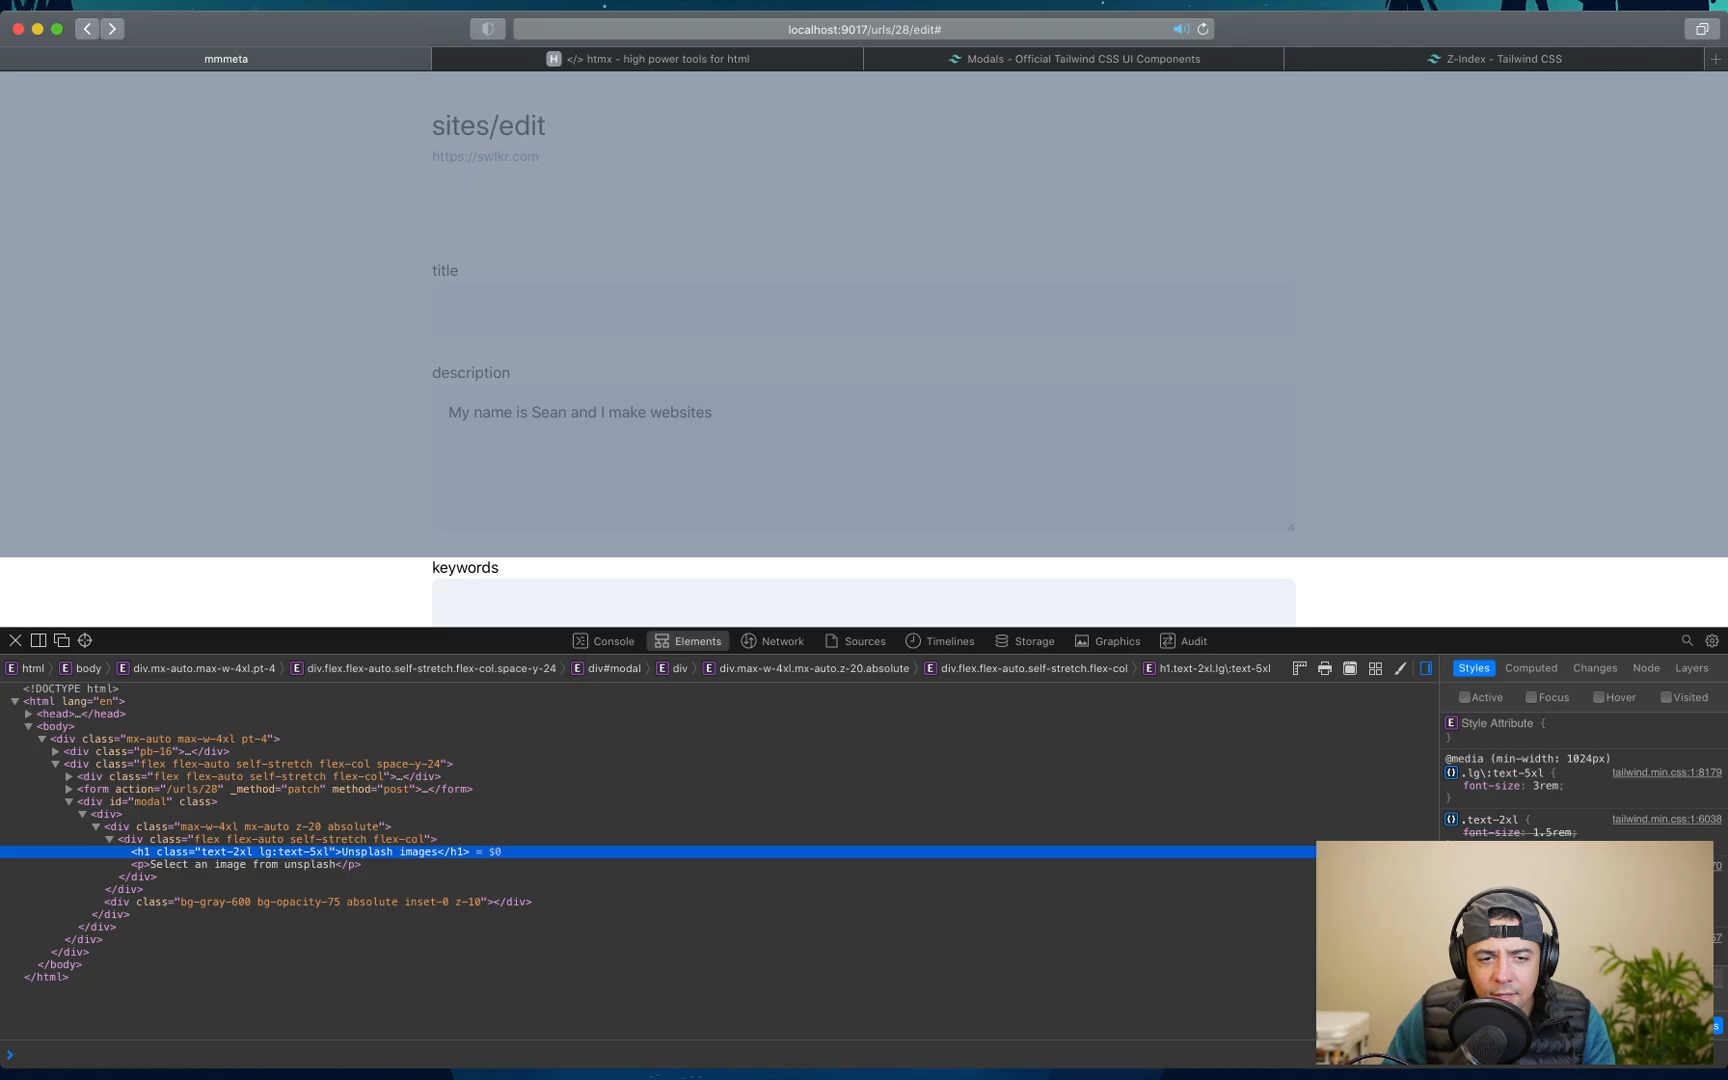 localhost:9017/urls/28/edit#
mmmeta
H </> htmx - high power tools for html
Modals - Official Tailwind CSS UI Components
Z-Index - Tailwind CSS
sites/edit
https://swlkr.com
title
description
My name is Sean and I make websites
keywords
Console Elements Network Sources Timelines Storage Graphics Audit
E html E body E div.mx-auto.max-w-4xl.pt-4 E div.flex.flex-auto.self-stretch.flex-col.space-y-24 E div#modal E div E div.max-w-4xl.mx-auto.z-20.absolute E div.flex.flex-auto.self-stretch.flex-col E h1.text-2xl.lg\:text-5xl
Styles Computed Changes Node Layers
<!DOCTYPE html>
<html lang="en">
<head>…</head>
<body>
<div class="mx-auto max-w-4xl pt-4">
<div class="pb-16">…</div>
<div class="flex flex-auto self-stretch flex-col space-y-24">
<div class="flex flex-auto self-stretch flex-col">…</div>
<form action="/urls/28" _method="patch" method="post">…</form>
<div id="modal" class>
<div>
<div class="max-w-4xl mx-auto z-20 absolute">
<div class="flex flex-auto self-stretch flex-col">
<h1 class="text-2xl lg:text-5xl">Unsplash images</h1> = $0
<p>Select an image from unsplash</p>
</div>
</div>
<div class="bg-gray-600 bg-opacity-75 absolute inset-0 z-10"></div>
</div>
</div>
</div>
</div>
</body>
</html>
Active Focus Hover Visited
E Style Attribute {
}
@media (min-width: 1024px)
.lg\:text-5xl { tailwind.min.css:1:8179
font-size: 3rem;
}
.text-2xl { tailwind.min.css:1:6038
font-size: 1.5rem;